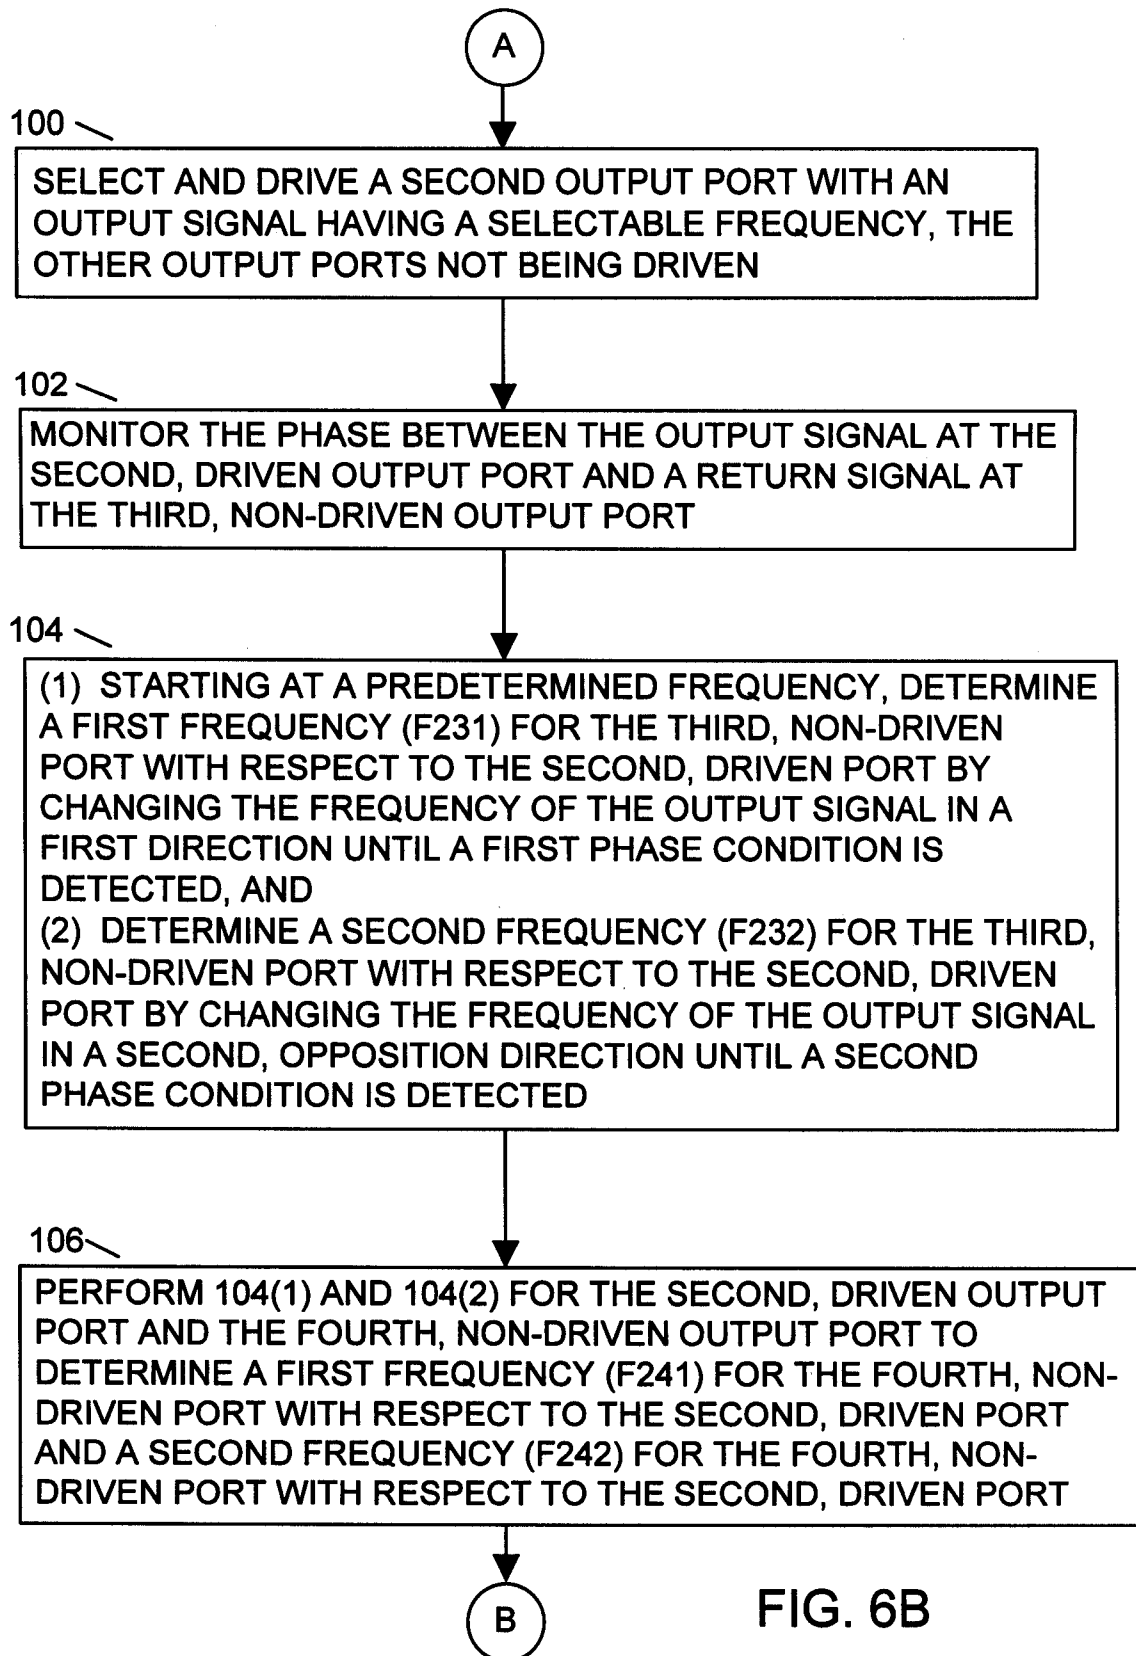 A
100
SELECT AND DRIVE A SECOND OUTPUT PORT WITH AN
OUTPUT SIGNAL HAVING A SELECTABLE FREQUENCY, THE
OTHER OUTPUT PORTS NOT BEING DRIVEN
102
MONITOR THE PHASE BETWEEN THE OUTPUT SIGNAL AT THE
SECOND, DRIVEN OUTPUT PORT AND A RETURN SIGNAL AT
THE THIRD, NON-DRIVEN OUTPUT PORT
104
(1) STARTING AT A PREDETERMINED FREQUENCY, DETERMINE
A FIRST FREQUENCY (F231) FOR THE THIRD, NON-DRIVEN
PORT WITH RESPECT TO THE SECOND, DRIVEN PORT BY
CHANGING THE FREQUENCY OF THE OUTPUT SIGNAL IN A
FIRST DIRECTION UNTIL A FIRST PHASE CONDITION IS
DETECTED, AND
(2) DETERMINE A SECOND FREQUENCY (F232) FOR THE THIRD,
NON-DRIVEN PORT WITH RESPECT TO THE SECOND, DRIVEN
PORT BY CHANGING THE FREQUENCY OF THE OUTPUT SIGNAL
IN A SECOND, OPPOSITION DIRECTION UNTIL A SECOND
PHASE CONDITION IS DETECTED
106
PERFORM 104(1) AND 104(2) FOR THE SECOND, DRIVEN OUTPUT
PORT AND THE FOURTH, NON-DRIVEN OUTPUT PORT TO
DETERMINE A FIRST FREQUENCY (F241) FOR THE FOURTH, NON-
DRIVEN PORT WITH RESPECT TO THE SECOND, DRIVEN PORT
AND A SECOND FREQUENCY (F242) FOR THE FOURTH, NON-
DRIVEN PORT WITH RESPECT TO THE SECOND, DRIVEN PORT
B
FIG. 6B